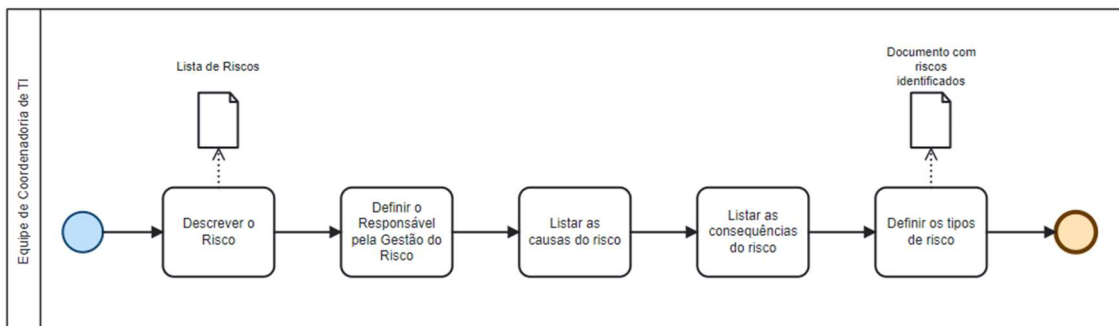 Equipe de Coordenadoria de TI
Lista de Riscos
Documento com
riscos
identificados
Descrever o
Risco
Definir o
Responsável
pela Gestão do
Risco
Listar as
causas do risco
Listar as
consequências
do risco
Definir os tipos
de risco